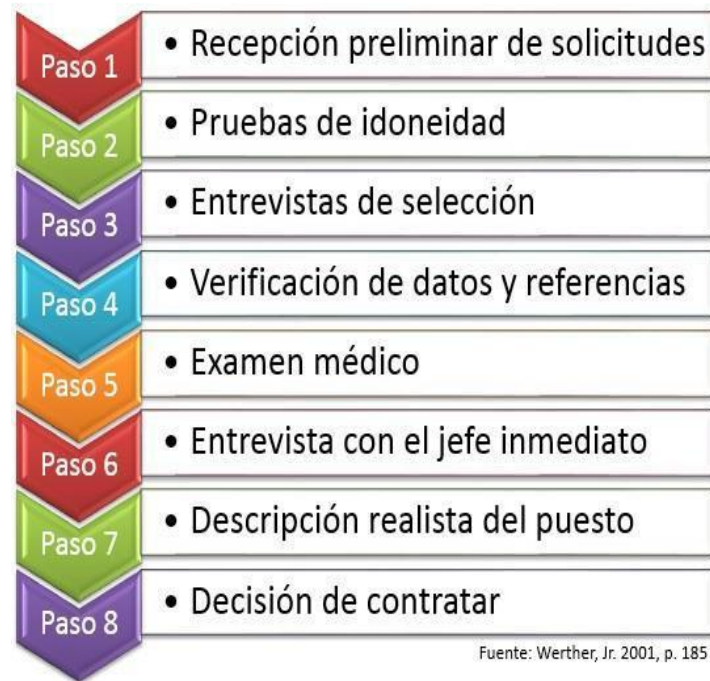 Paso 1
• Recepción preliminar de solicitudes
Paso 2
• Pruebas de idoneidad
Paso 3
• Entrevistas de selección
Paso 4
• Verificación de datos y referencias
Paso 5
• Examen médico
Paso 6
• Entrevista con el jefe inmediato
Paso 7
• Descripción realista del puesto
Paso 8
• Decisión de contratar
Fuente: Werther, Jr. 2001, p. 185